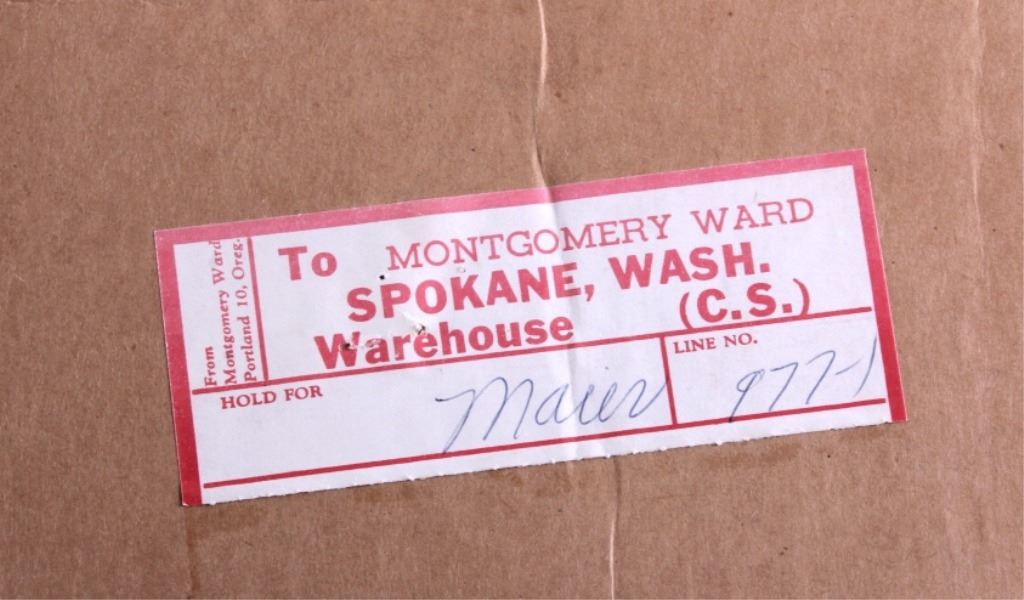 From
Montgomery Ward
Portland 10, Oreg.
To MONTGOMERY WARD
SPOKANE, WASH.
Warehouse (C.S.)
HOLD FOR Maier
LINE NO. 977-1